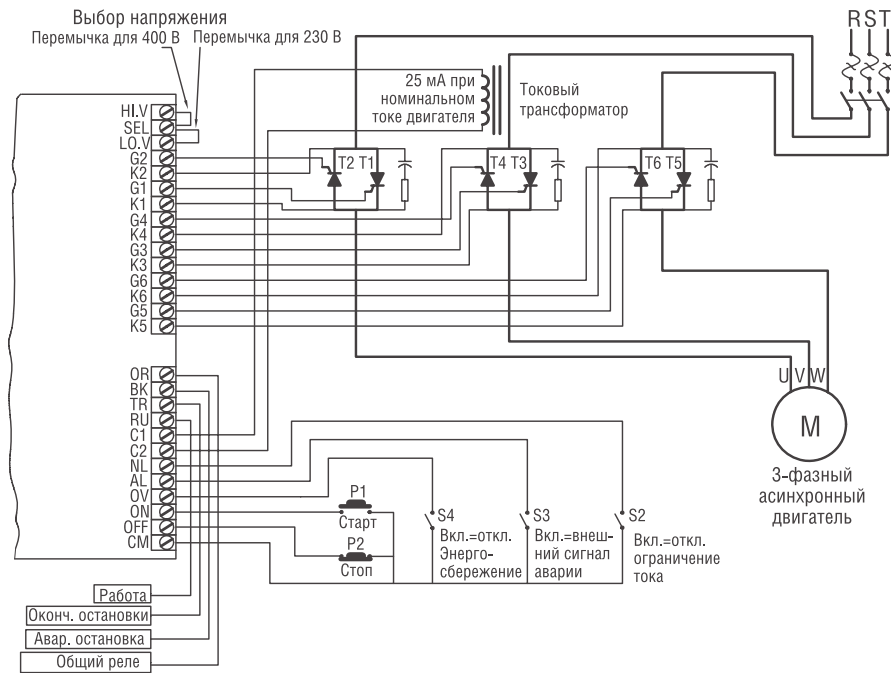 Выбор напряжения
Перемычка для 400 В
Перемычка для 230 В
R S T
25 мА при
номинальном
токе двигателя
Токовый
трансформатор
HI.V
SEL
LO.V
G2
K2
G1
K1
G4
K4
G3
K3
G6
K6
G5
K5
T2 T1
T4 T3
T6 T5
OR
BK
TR
RU
C1
C2
NL
AL
OV
ON
OFF
CM
U V W
M
3-фазный
асинхронный
двигатель
P1
Старт
P2
Стоп
S4
Вкл.=откл.
Энерго-
сбережение
S3
Вкл.=внеш-
ний сигнал
аварии
S2
Вкл.=откл.
ограничение
тока
Работа
Оконч. остановки
Авар. остановка
Общий реле